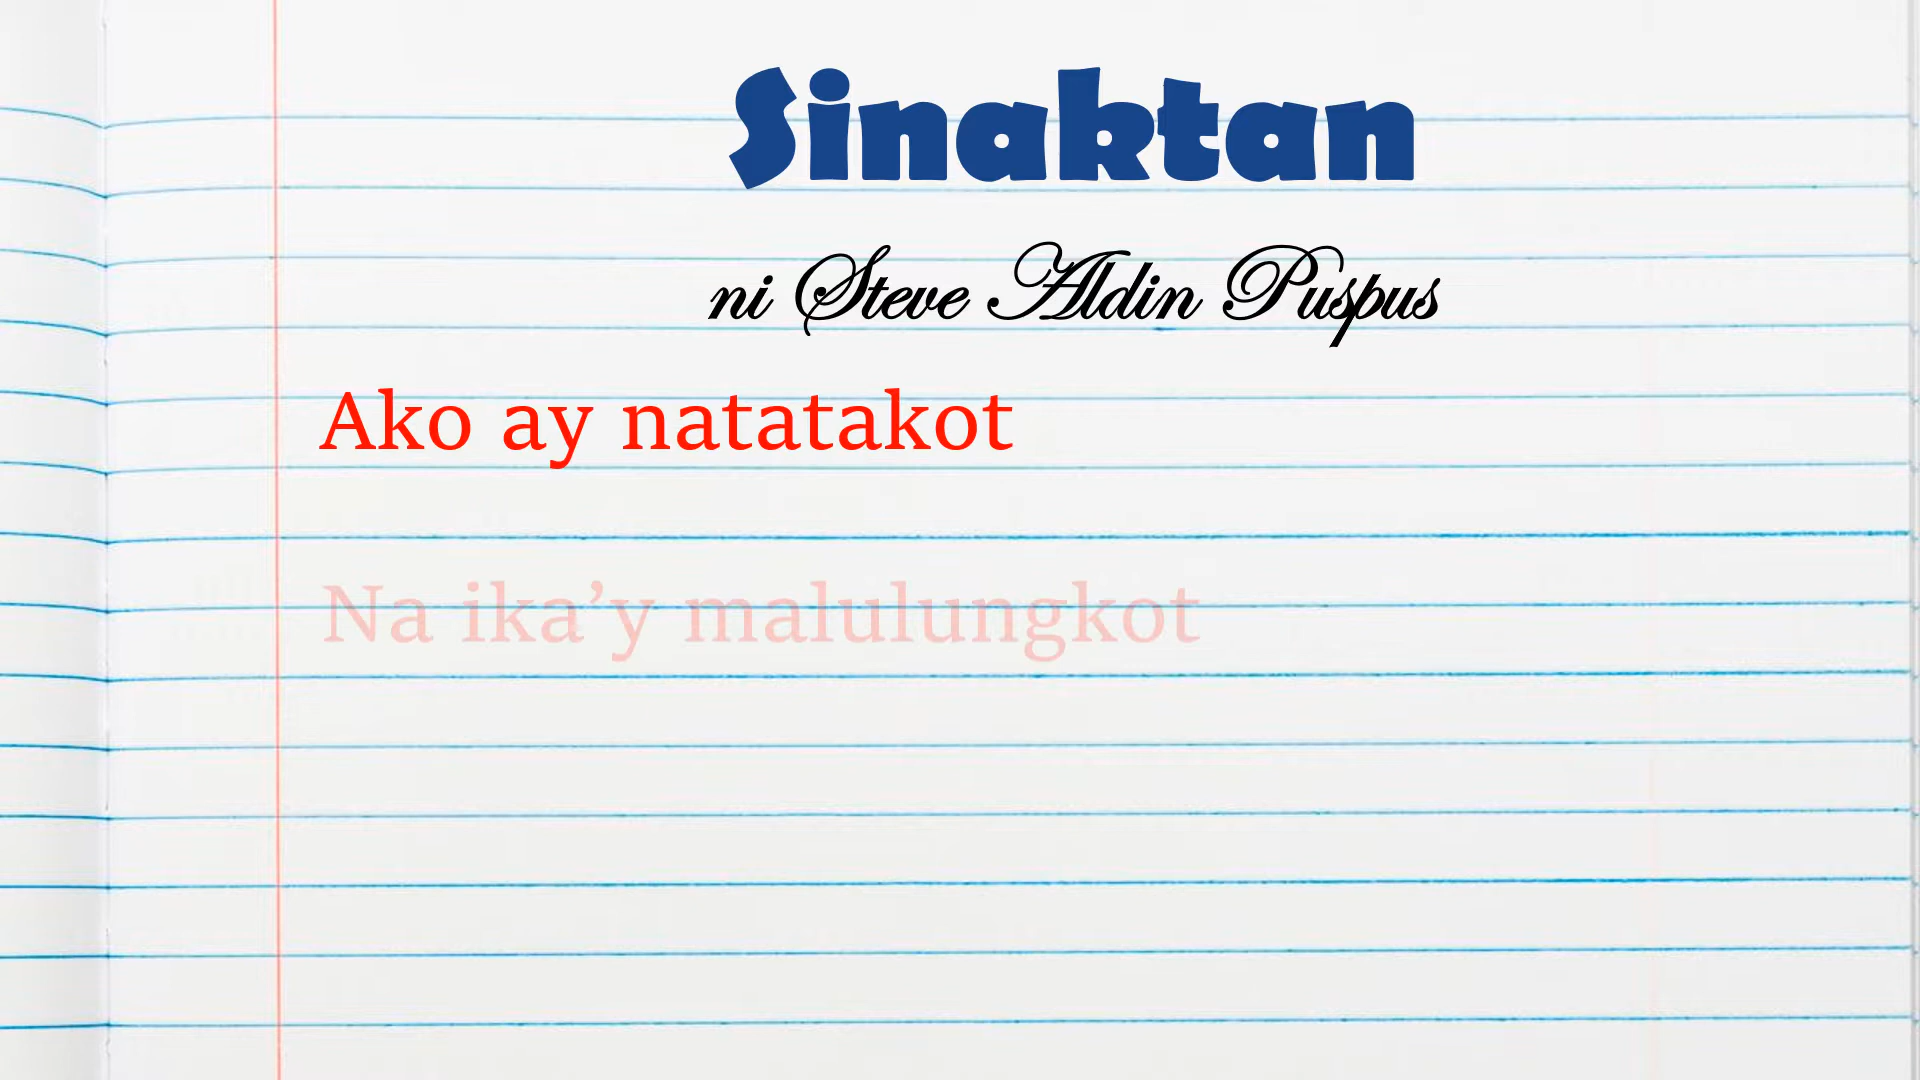 Sinaktan
ni Steve Aldin Puspus
Ako ay natatakot
Na ika’y malulungkot